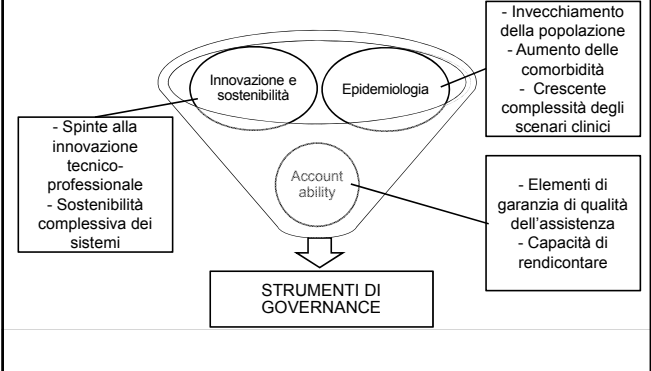 - Invecchiamento
della popolazione
- Aumento delle
comorbidità
- Crescente
complessità degli
scenari clinici
Innovazione e
sostenibilità
Epidemiologia
- Spinte alla
innovazione
tecnico-
professionale
- Sostenibilità
complessiva dei
sistemi
Account
ability
- Elementi di
garanzia di qualità
dell'assistenza
- Capacità di
rendicontare
STRUMENTI DI
GOVERNANCE